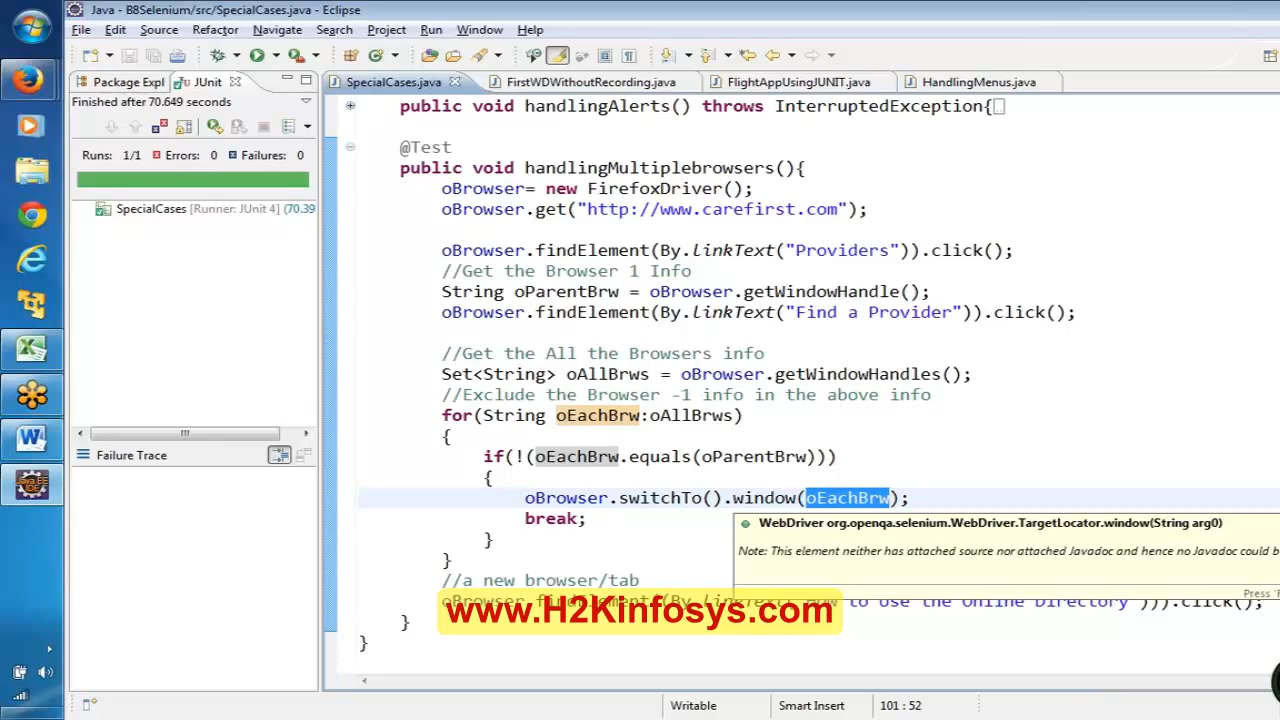 Java - B8Selenium/src/SpecialCases.java - Eclipse
File Edit Source Refactor Navigate Search Project Run Window Help
Package Expl JUnit
SpecialCases.java FirstWDWithoutRecording.java FlightAppUsingJUNIT.java HandlingMenus.java
Finished after 70.649 seconds
Runs: 1/1 Errors: 0 Failures: 0
SpecialCases [Runner: JUnit 4] (70.39
Failure Trace
public void handlingAlerts() throws InterruptedException{
@Test
public void handlingMultiplebrowsers(){
oBrowser= new FirefoxDriver();
oBrowser.get("http://www.carefirst.com");
oBrowser.findElement(By.linkText("Providers")).click();
//Get the Browser 1 Info
String oParentBrw = oBrowser.getWindowHandle();
oBrowser.findElement(By.linkText("Find a Provider")).click();
//Get the All the Browsers info
Set<String> oAllBrws = oBrowser.getWindowHandles();
//Exclude the Browser -1 info in the above info
for(String oEachBrw:oAllBrws)
{
if(!(oEachBrw.equals(oParentBrw)))
{
oBrowser.switchTo().window(oEachBrw);
break;
}
}
//a new browser/tab
to Use the Online Directory ))).click();
}
}
WebDriver org.openqa.selenium.WebDriver.TargetLocator.window(String arg0)
Note: This element neither has attached source nor attached Javadoc and hence no Javadoc could b
Press 'F
www.H2Kinfosys.com
Writable Smart Insert 101 : 52